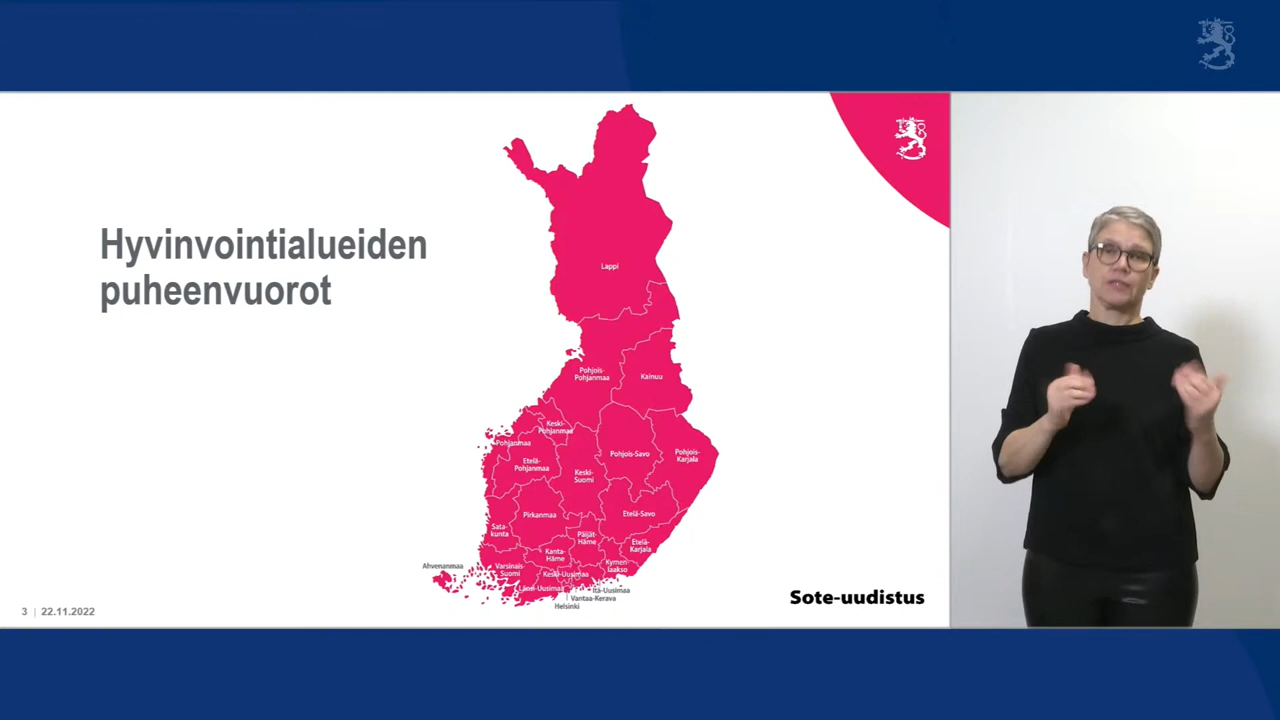 Hyvinvointialueiden
puheenvuorot
Lappi
Pohjois-
Pohjanmaa
Kainuu
Keski-
Pohjanmaa
Pohjanmaa
Etelä-
Pohjanmaa
Keski-
Suomi
Pohjois-Savo
Pohjois-
Karjala
Pirkanmaa
Etelä-Savo
Sata-
kunta
Päijät-
Häme
Etelä-
Karjala
Kanta-
Häme
Kymen-
laakso
Ahvenanmaa
Varsinais-
Suomi
Keski-Uusimaa
Länsi-Uusimaa
Itä-Uusimaa
Vantaa-Kerava
Helsinki
Sote-uudistus
3 | 22.11.2022